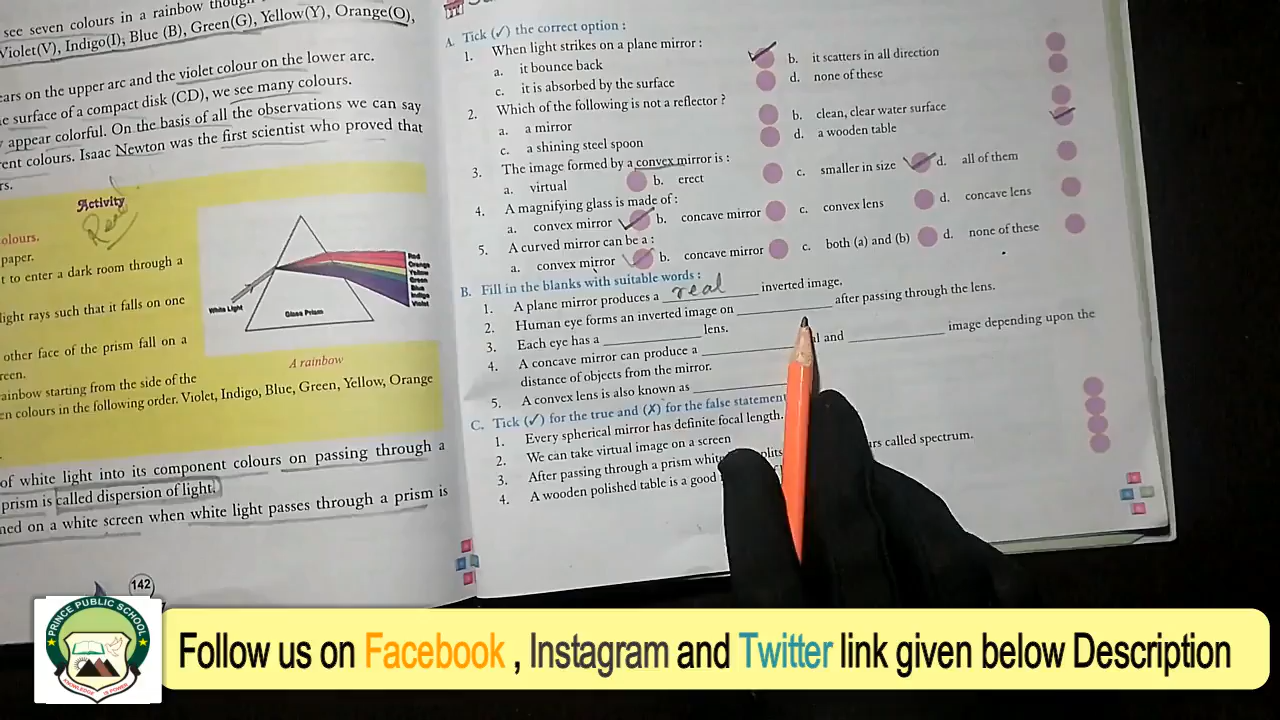 see seven colours in a rainbow thoug
Violet(V), Indigo(I), Blue (B), Green(G), Yellow(Y), Orange(O),
ears on the upper arc and the violet colour on the lower arc.
e surface of a compact disk (CD), we see many colours.
y appear colorful. On the basis of all the observations we can say
rent colours. Isaac Newton was the first scientist who proved that
rs.
Activity
Read
olours.
paper.
t to enter a dark room through a
light rays such that it falls on one
other face of the prism fall on a
reen.
ainbow starting from the side of the
en colours in the following order. Violet, Indigo, Blue, Green, Yellow, Orange
White Light
Glass Prism
Red
Orange
Yellow
Green
Blue
Indigo
Violet
A rainbow
of white light into its component colours on passing through a
prism is called dispersion of light.
ned on a white screen when white light passes through a prism is
142
A. Tick (✓) the correct option :
1. When light strikes on a plane mirror :
a. it bounce back
b. it scatters in all direction
c. it is absorbed by the surface
d. none of these
2. Which of the following is not a reflector ?
a. a mirror
b. clean, clear water surface
c. a shining steel spoon
d. a wooden table
3. The image formed by a convex mirror is :
a. virtual b. erect c. smaller in size d. all of them
4. A magnifying glass is made of :
a. convex mirror b. concave mirror c. convex lens d. concave lens
5. A curved mirror can be a :
a. convex mirror b. concave mirror c. both (a) and (b) d. none of these
B. Fill in the blanks with suitable words :
1. A plane mirror produces a real inverted image.
2. Human eye forms an inverted image on ____________ after passing through the lens.
3. Each eye has a ____________ lens.
4. A concave mirror can produce a ____________ l and ____________ image depending upon the
distance of objects from the mirror.
5. A convex lens is also known as ____________
C. Tick (✓) for the true and (✗) for the false statement
1. Every spherical mirror has definite focal length.
2. We can take virtual image on a screen
3. After passing through a prism white splits rs called spectrum.
4. A wooden polished table is a good
PRINCE PUBLIC SCHOOL
KNOWLEDGE IS POWER
Follow us on Facebook , Instagram and Twitter link given below Description